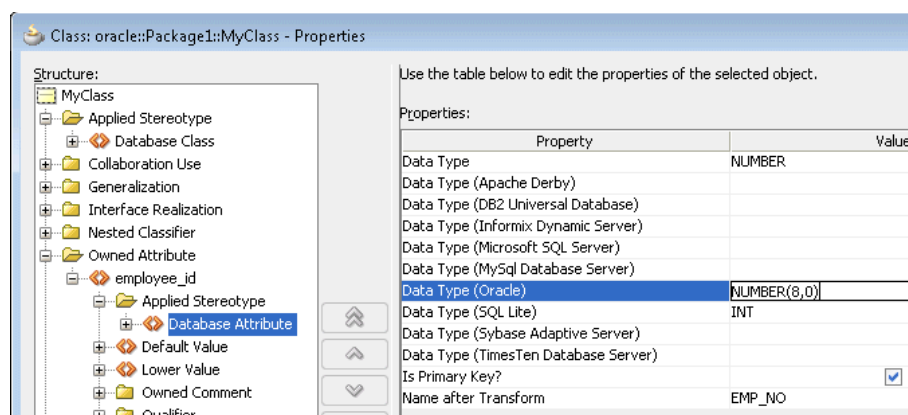 Class: oracle::Package1::MyClass - Properties
Structure:
MyClass
Applied Stereotype
Database Class
Collaboration Use
Generalization
Interface Realization
Nested Classifier
Owned Attribute
employee_id
Applied Stereotype
Database Attribute
Default Value
Lower Value
Owned Comment
Qualifier
Use the table below to edit the properties of the selected object.
Properties:
Property Value
Data Type NUMBER
Data Type (Apache Derby)
Data Type (DB2 Universal Database)
Data Type (Informix Dynamic Server)
Data Type (Microsoft SQL Server)
Data Type (MySql Database Server)
Data Type (Oracle) NUMBER(8,0)
Data Type (SQL Lite) INT
Data Type (Sybase Adaptive Server)
Data Type (TimesTen Database Server)
Is Primary Key?
Name after Transform EMP_NO